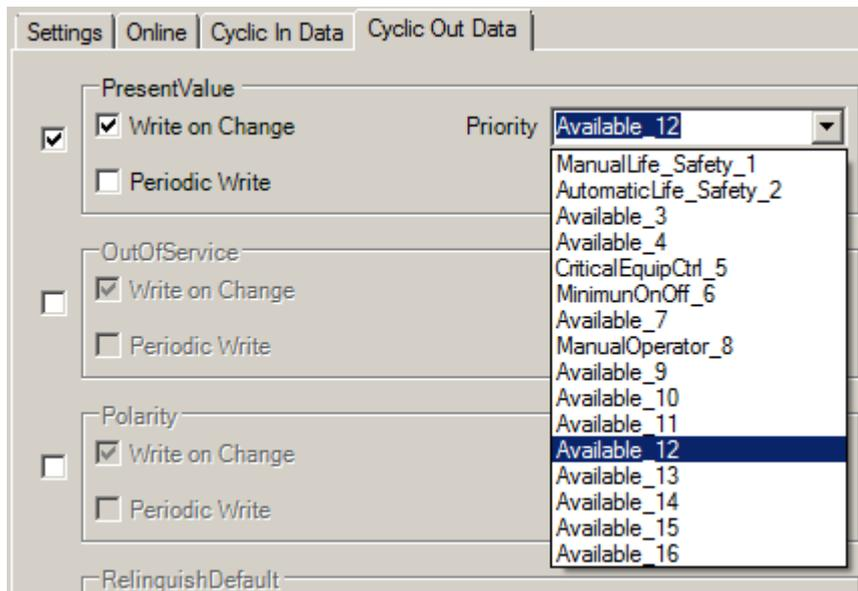 Settings Online Cyclic In Data Cyclic Out Data
PresentValue
Write on Change Priority Available_12
Periodic Write
ManualLife_Safety_1
AutomaticLife_Safety_2
Available_3
Available_4
CriticalEquipCtrl_5
MinimunOnOff_6
Available_7
ManualOperator_8
Available_9
Available_10
Available_11
Available_12
Available_13
Available_14
Available_15
Available_16
OutOfService
Write on Change
Periodic Write
Polarity
Write on Change
Periodic Write
RelinquishDefault